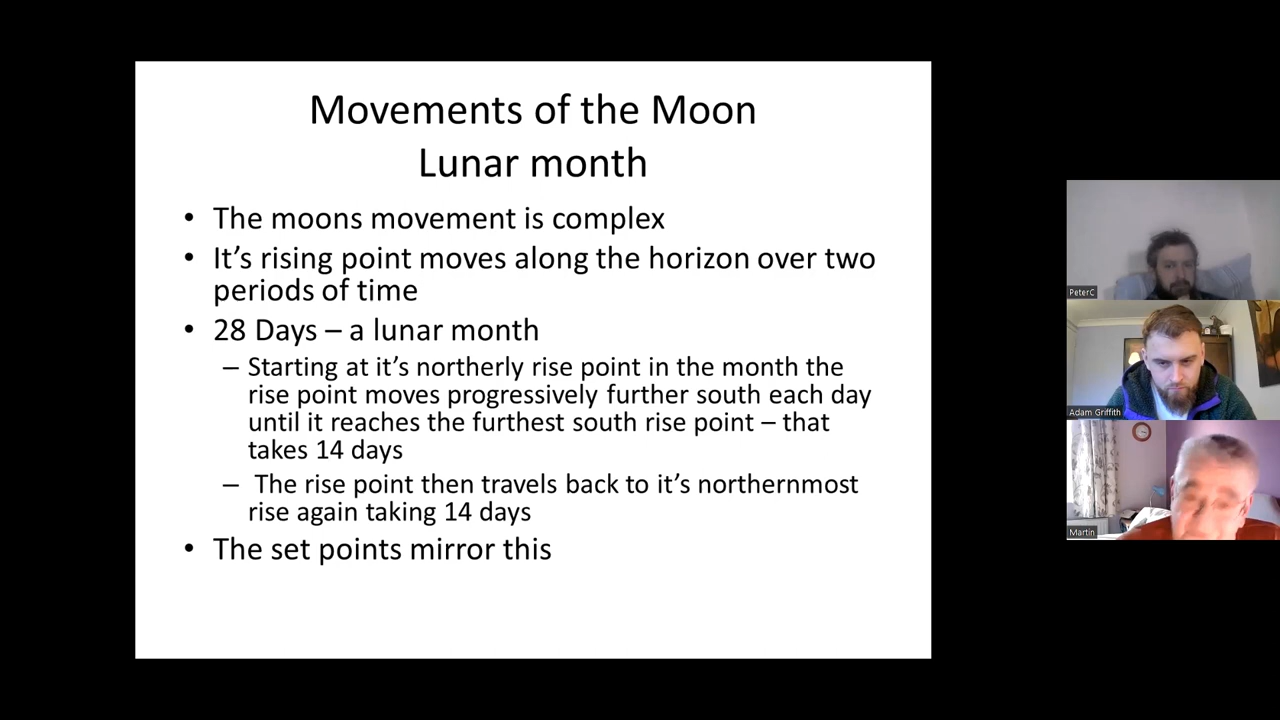 Movements of the Moon
Lunar month
• The moons movement is complex
• It’s rising point moves along the horizon over two
periods of time
• 28 Days – a lunar month
– Starting at it’s northerly rise point in the month the
rise point moves progressively further south each day
until it reaches the furthest south rise point – that
takes 14 days
– The rise point then travels back to it’s northernmost
rise again taking 14 days
• The set points mirror this
PeterC
Adam Griffith
Martin